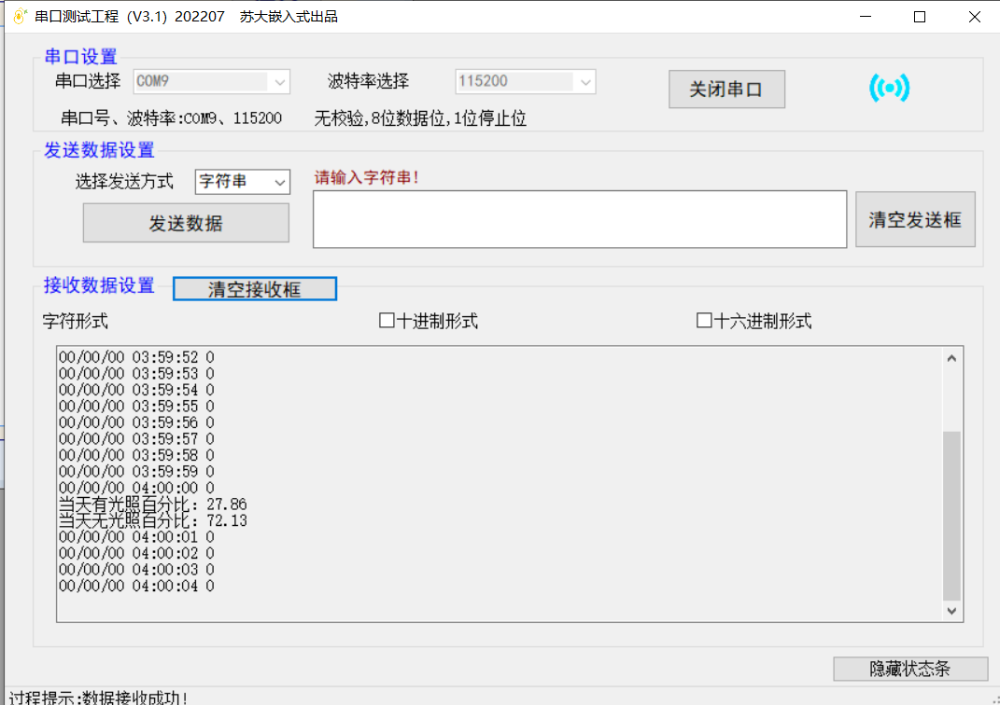 串口测试工程 (V3.1) 202207 苏大嵌入式出品
串口设置
串口选择 COM9 波特率选择 115200 关闭串口
串口号、波特率:COM9、115200 无校验,8位数据位,1位停止位
发送数据设置
选择发送方式 字符串 请输入字符串!
发送数据 清空发送框
接收数据设置 清空接收框
字符形式 十进制形式 十六进制形式
00/00/00 03:59:52 0
00/00/00 03:59:53 0
00/00/00 03:59:54 0
00/00/00 03:59:55 0
00/00/00 03:59:56 0
00/00/00 03:59:57 0
00/00/00 03:59:58 0
00/00/00 03:59:59 0
00/00/00 04:00:00 0
当天有光照百分比: 27.86
当天无光照百分比: 72.13
00/00/00 04:00:01 0
00/00/00 04:00:02 0
00/00/00 04:00:03 0
00/00/00 04:00:04 0
隐藏状态条
过程提示:数据接收成功!